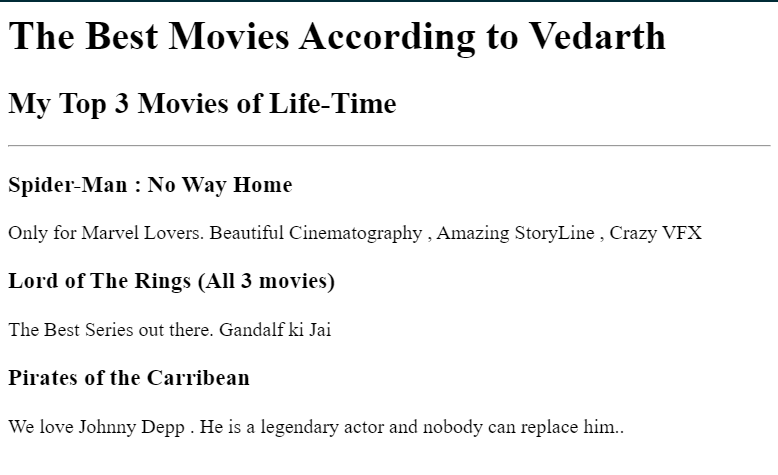 The Best Movies According to Vedarth
My Top 3 Movies of Life-Time
Spider-Man : No Way Home
Only for Marvel Lovers. Beautiful Cinematography , Amazing StoryLine , Crazy VFX
Lord of The Rings (All 3 movies)
The Best Series out there. Gandalf ki Jai
Pirates of the Carribean
We love Johnny Depp . He is a legendary actor and nobody can replace him..